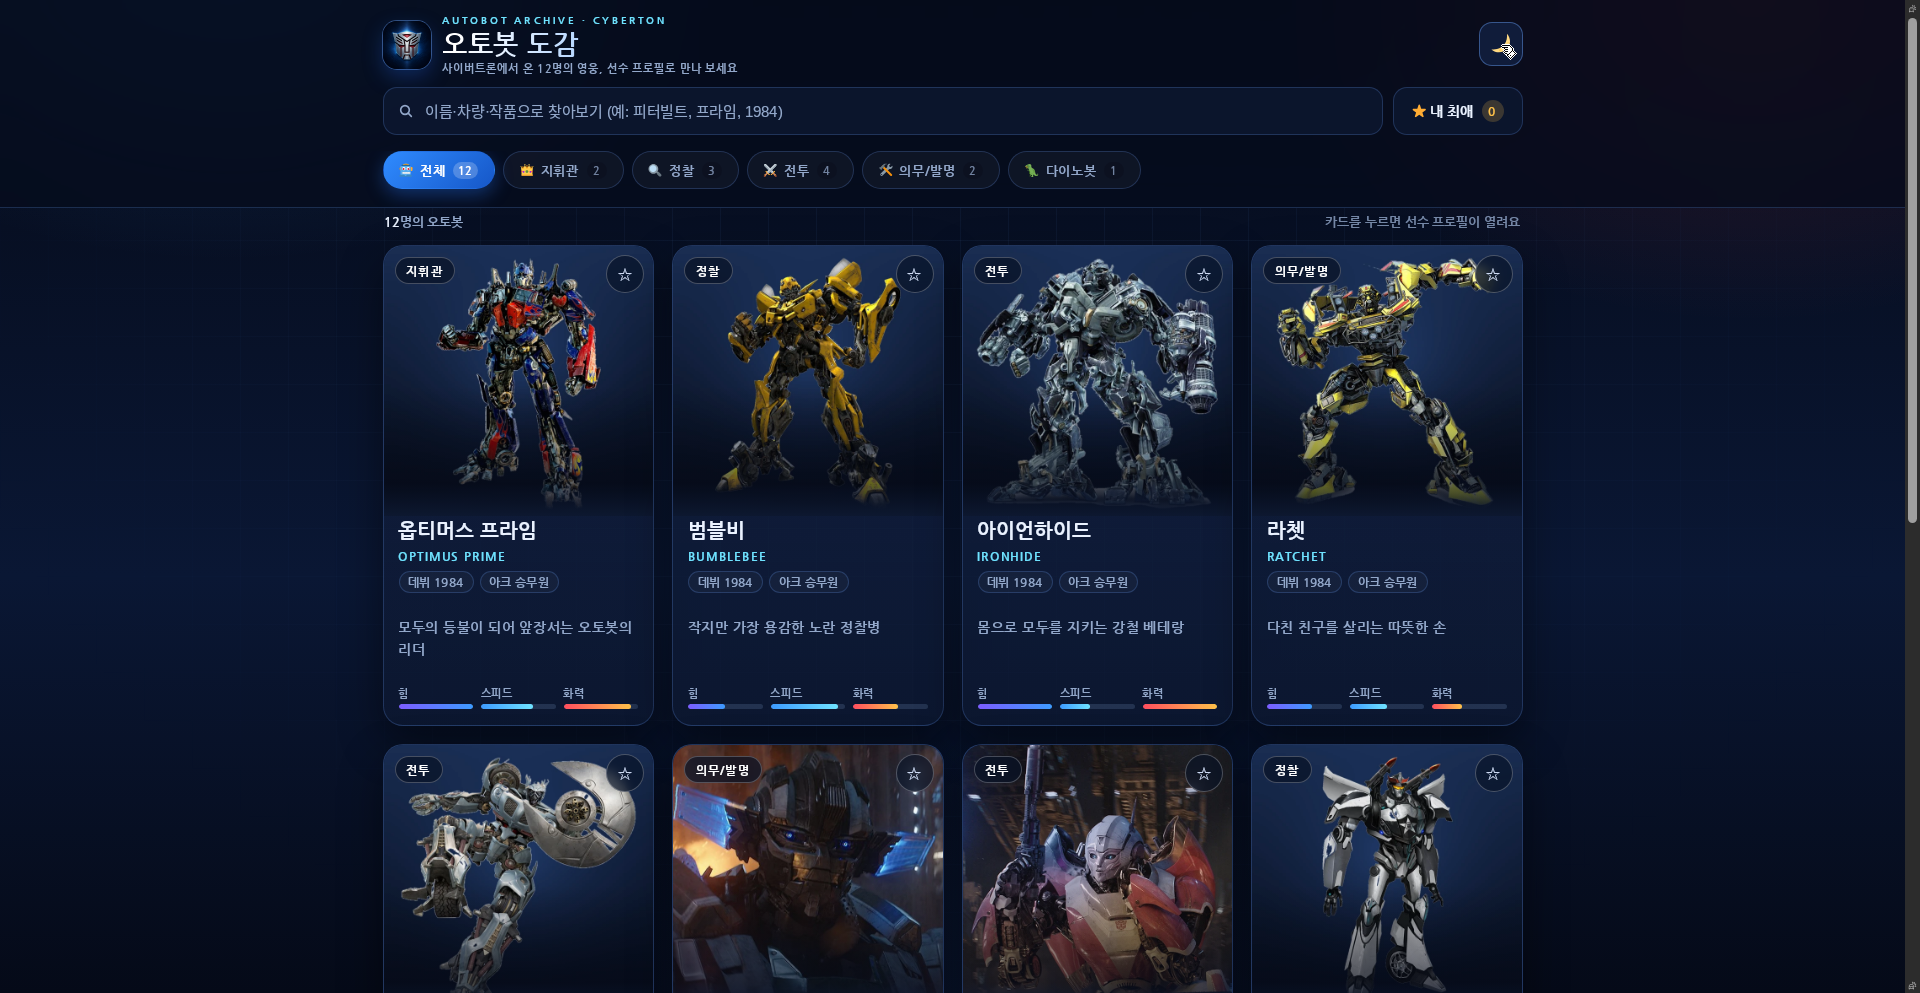 AUTOBOT ARCHIVE · CYBERTON
오토봇 도감
사이버트론에서 온 12명의 영웅, 선수 프로필로 만나 보세요
이름·차량·작품으로 찾아보기 (예: 피터빌트, 프라임, 1984)
내 최애 0
전체 12
지휘관 2
정찰 3
전투 4
의무/발명 2
다이노봇 1
12명의 오토봇
카드를 누르면 선수 프로필이 열려요
지휘관
옵티머스 프라임
OPTIMUS PRIME
데뷔 1984
아크 승무원
모두의 등불이 되어 앞장서는 오토봇의
리더
힘
스피드
화력
정찰
범블비
BUMBLEBEE
데뷔 1984
아크 승무원
작지만 가장 용감한 노란 정찰병
힘
스피드
화력
전투
아이언하이드
IRONHIDE
데뷔 1984
아크 승무원
몸으로 모두를 지키는 강철 베테랑
힘
스피드
화력
의무/발명
라쳇
RATCHET
데뷔 1984
아크 승무원
다친 친구를 살리는 따뜻한 손
힘
스피드
화력
전투
의무/발명
전투
정찰